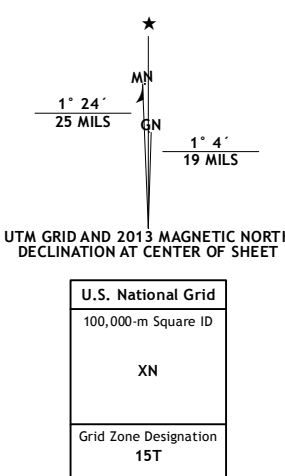 ★
MN
1° 24´
25 MILS
GN
1° 4´
19 MILS
UTM GRID AND 2013 MAGNETIC NORTH
DECLINATION AT CENTER OF SHEET
U.S. National Grid
100,000-m Square ID
XN
Grid Zone Designation
15T